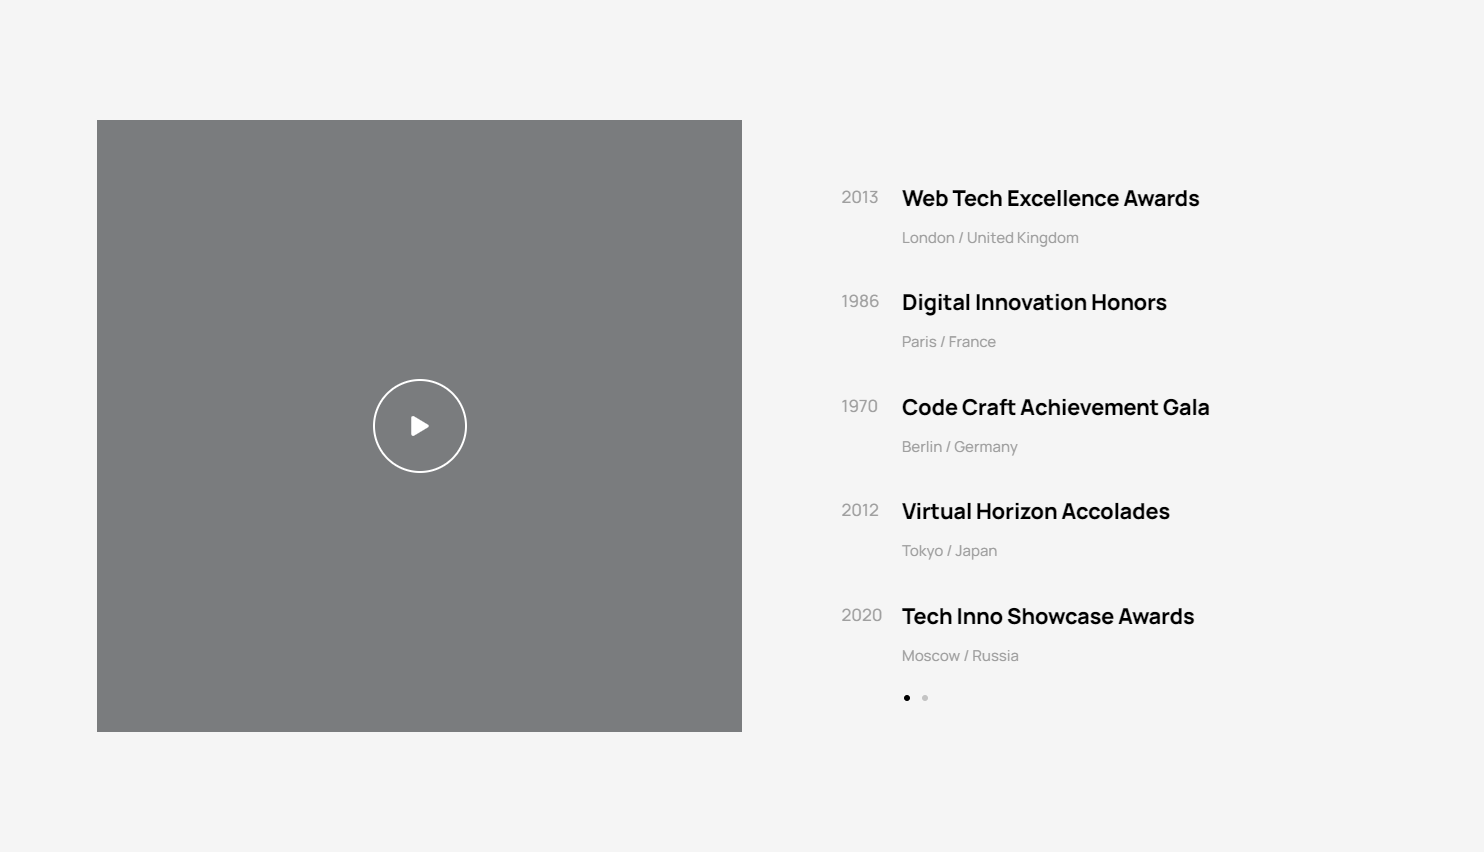 2013 Web Tech Excellence Awards
London / United Kingdom
1986 Digital Innovation Honors
Paris / France
1970 Code Craft Achievement Gala
Berlin / Germany
2012 Virtual Horizon Accolades
Tokyo / Japan
2020 Tech Inno Showcase Awards
Moscow / Russia